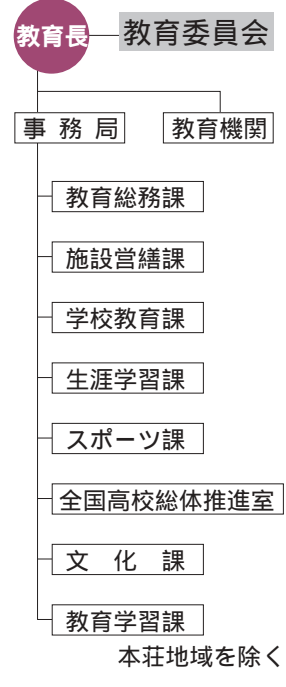 教育長 教育委員会
事務局 教育機関
教育総務課
施設営繕課
学校教育課
生涯学習課
スポーツ課
全国高校総体推進室
文化課
教育学習課
本荘地域を除く